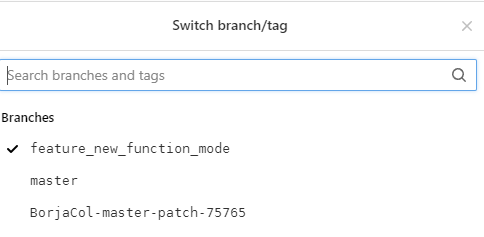 Switch branch/tag
Search branches and tags
Branches
feature_new_function_mode
master
BorjaCol-master-patch-75765